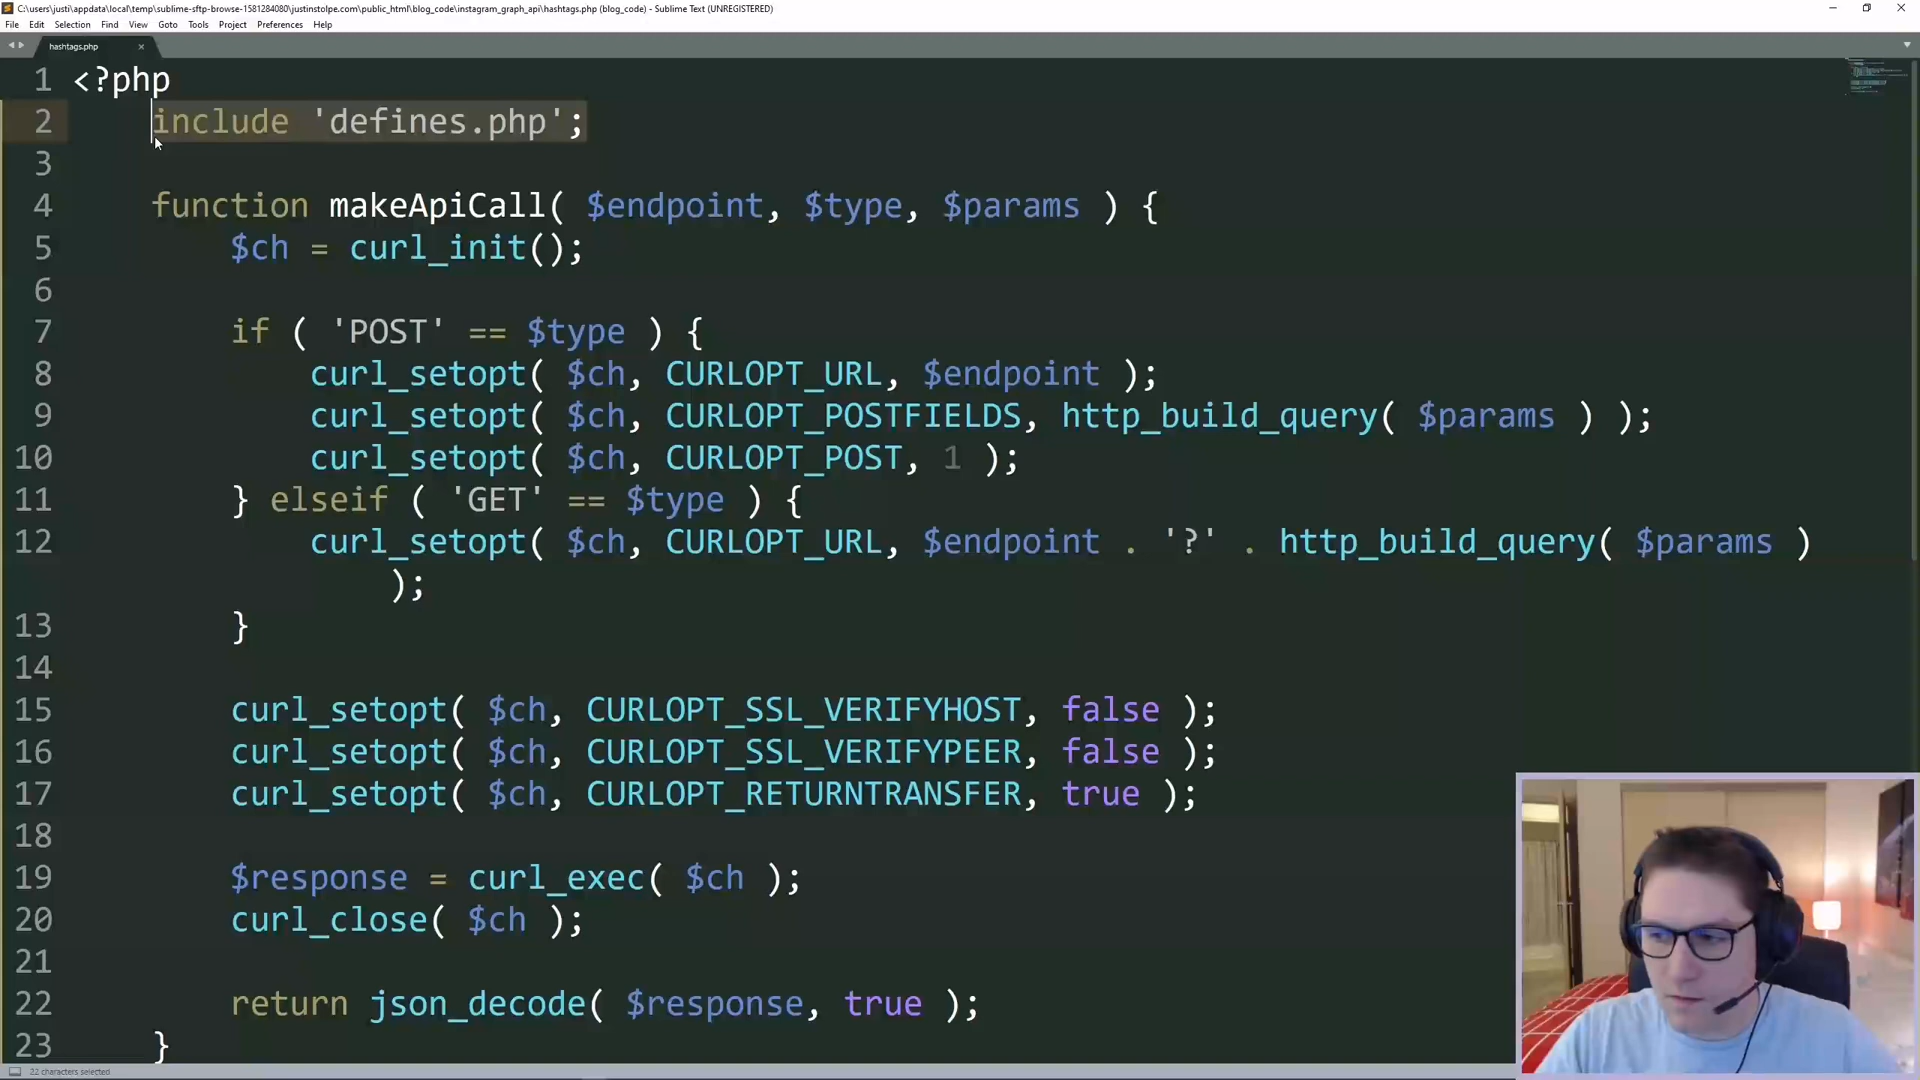 C:\Users\justi\appdata\local\temp\sublime-sftp-browse-1581284080\justinstolpe.com\public_html\blog_code\instagram_graph_api\hashtags.php (blog_code) - Sublime Text (UNREGISTERED)
File Edit Selection Find View Goto Tools Project Preferences Help
hashtags.php
1 <?php
2 include 'defines.php';
3
4 function makeApiCall( $endpoint, $type, $params ) {
5 $ch = curl_init();
6
7 if ( 'POST' == $type ) {
8 curl_setopt( $ch, CURLOPT_URL, $endpoint );
9 curl_setopt( $ch, CURLOPT_POSTFIELDS, http_build_query( $params ) );
10 curl_setopt( $ch, CURLOPT_POST, 1 );
11 } elseif ( 'GET' == $type ) {
12 curl_setopt( $ch, CURLOPT_URL, $endpoint . '?' . http_build_query( $params )
);
13 }
14
15 curl_setopt( $ch, CURLOPT_SSL_VERIFYHOST, false );
16 curl_setopt( $ch, CURLOPT_SSL_VERIFYPEER, false );
17 curl_setopt( $ch, CURLOPT_RETURNTRANSFER, true );
18
19 $response = curl_exec( $ch );
20 curl_close( $ch );
21
22 return json_decode( $response, true );
23 }
22 characters selected